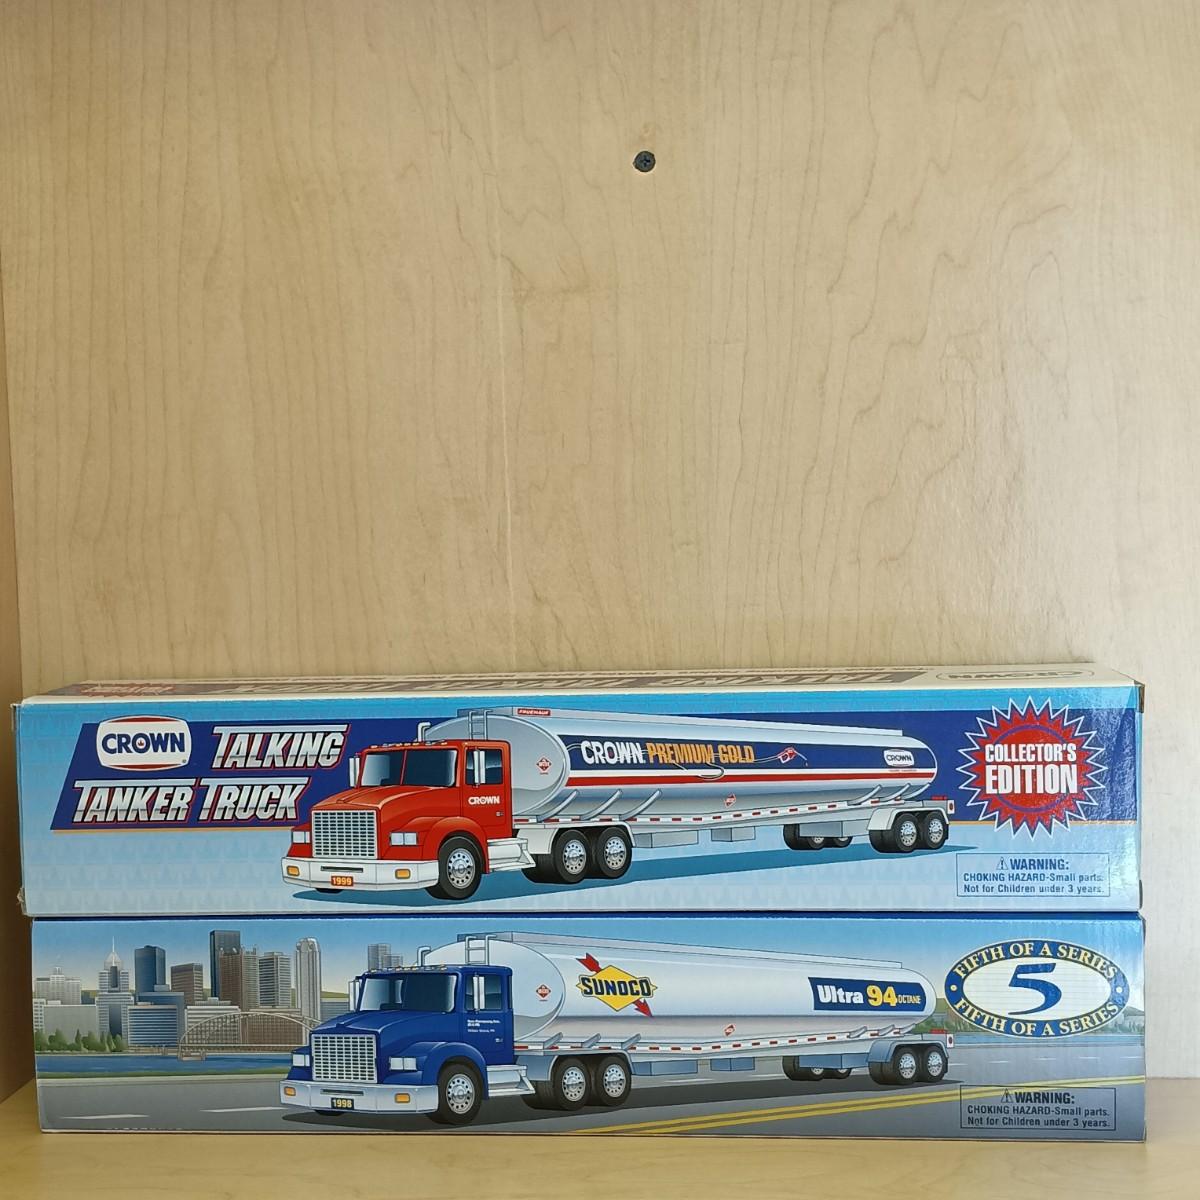 CROWN
TALKING
TANKER TRUCK
FRUEHAUF
CROWN PREMIUM GOLD
CROWN
CROWN
1999
COLLECTOR'S
EDITION
WARNING:
CHOKING HAZARD-Small parts.
Not for Children under 3 years.
SUNOCO
Ultra 94 OCTANE
1998
FIFTH OF A SERIES
5
FIFTH OF A SERIES
WARNING:
CHOKING HAZARD-Small parts.
Not for Children under 3 years.